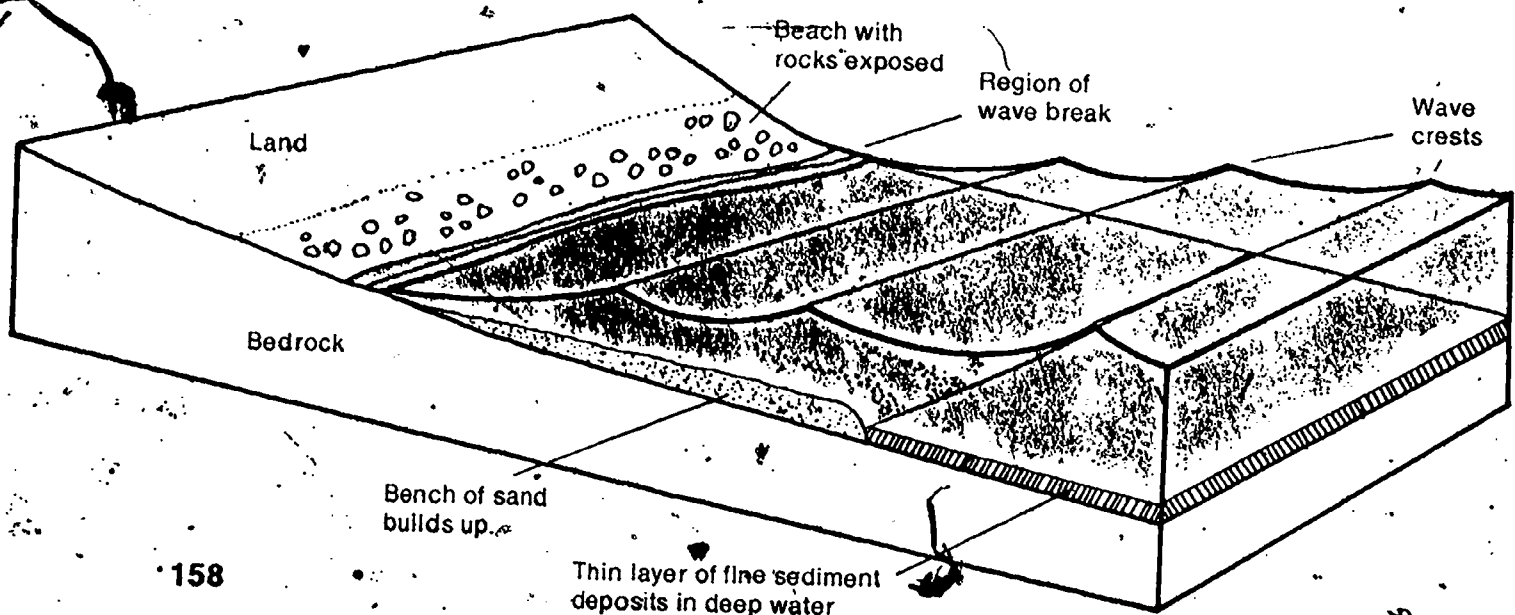 Beach with
rocks exposed
Region of
wave break
Wave
crests
Land
Bedrock
Bench of sand
builds up.
158
Thin layer of fine sediment
deposits in deep water